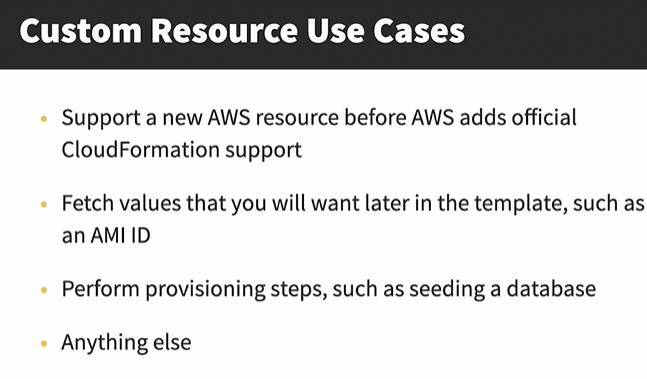 Custom Resource Use Cases
• Support a new AWS resource before AWS adds official
CloudFormation support
• Fetch values that you will want later in the template, such as
an AMI ID
• Perform provisioning steps, such as seeding a database
• Anything else